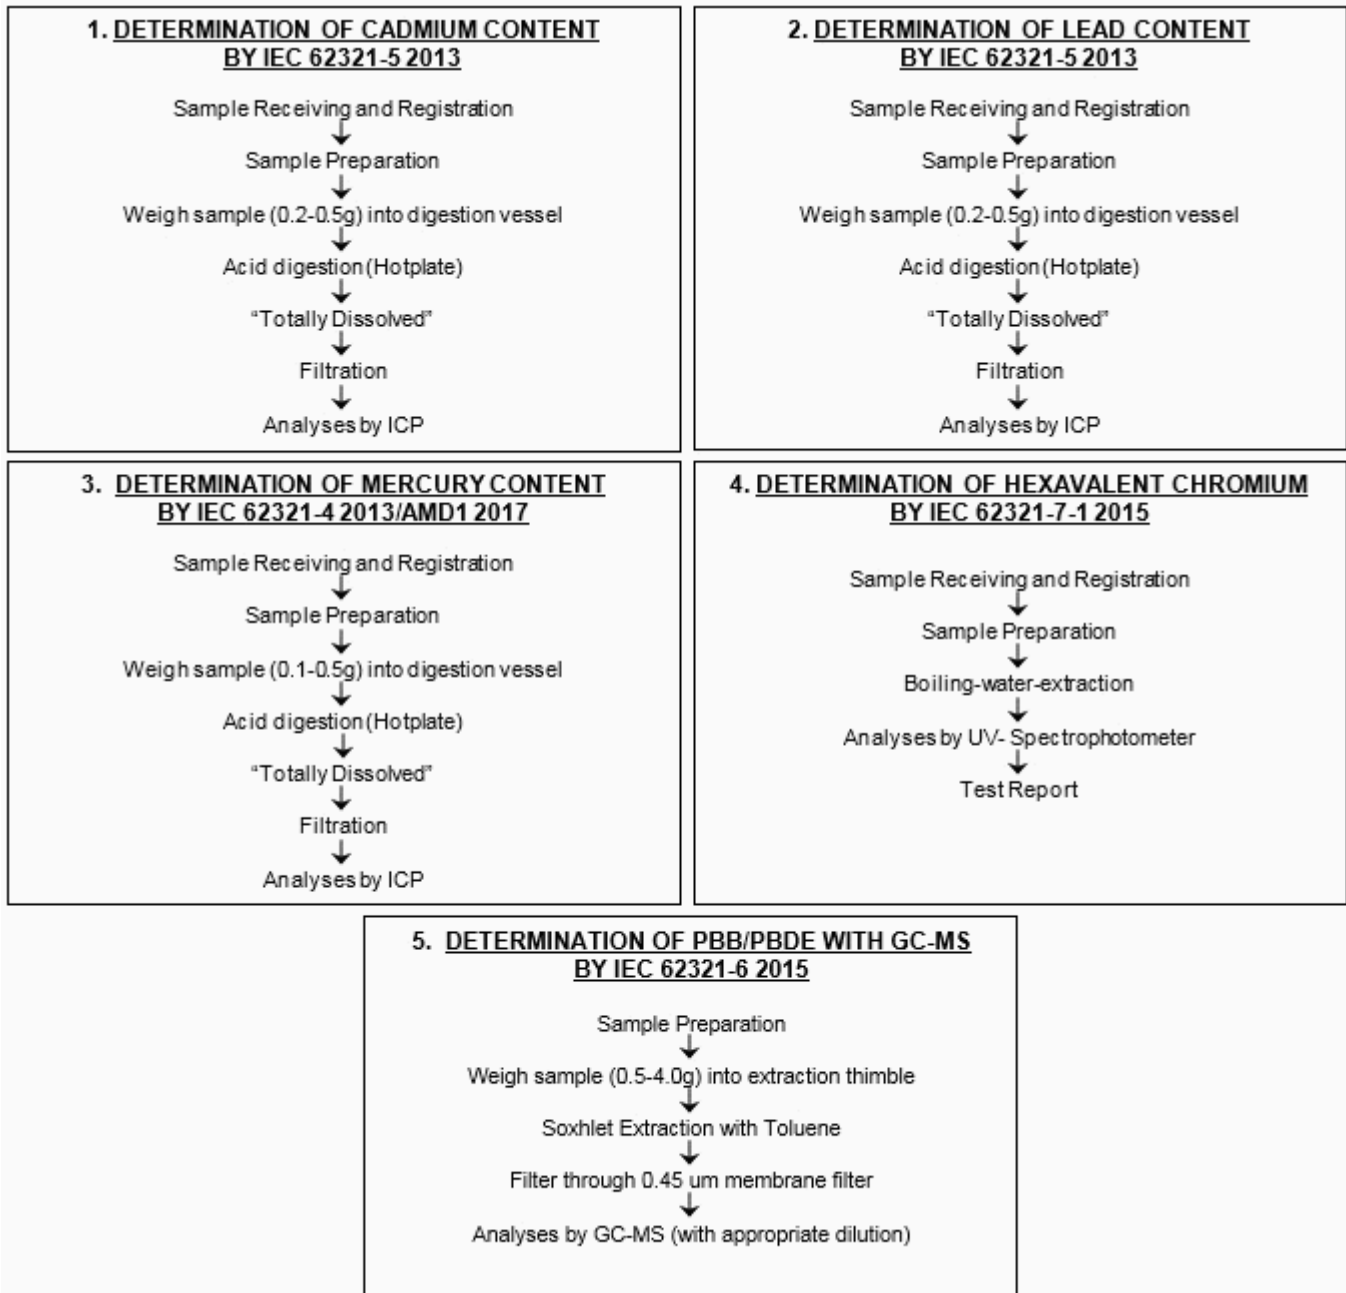 1. DETERMINATION OF CADMIUM CONTENT
BY IEC 62321-5 2013
Sample Receiving and Registration
Sample Preparation
Weigh sample (0.2-0.5g) into digestion vessel
Acid digestion (Hotplate)
“Totally Dissolved”
Filtration
Analyses by ICP
2. DETERMINATION OF LEAD CONTENT
BY IEC 62321-5 2013
Sample Receiving and Registration
Sample Preparation
Weigh sample (0.2-0.5g) into digestion vessel
Acid digestion (Hotplate)
“Totally Dissolved”
Filtration
Analyses by ICP
3. DETERMINATION OF MERCURY CONTENT
BY IEC 62321-4 2013/AMD1 2017
Sample Receiving and Registration
Sample Preparation
Weigh sample (0.1-0.5g) into digestion vessel
Acid digestion (Hotplate)
“Totally Dissolved”
Filtration
Analyses by ICP
4. DETERMINATION OF HEXAVALENT CHROMIUM
BY IEC 62321-7-1 2015
Sample Receiving and Registration
Sample Preparation
Boiling-water-extraction
Analyses by UV- Spectrophotometer
Test Report
5. DETERMINATION OF PBB/PBDE WITH GC-MS
BY IEC 62321-6 2015
Sample Preparation
Weigh sample (0.5-4.0g) into extraction thimble
Soxhlet Extraction with Toluene
Filter through 0.45 um membrane filter
Analyses by GC-MS (with appropriate dilution)